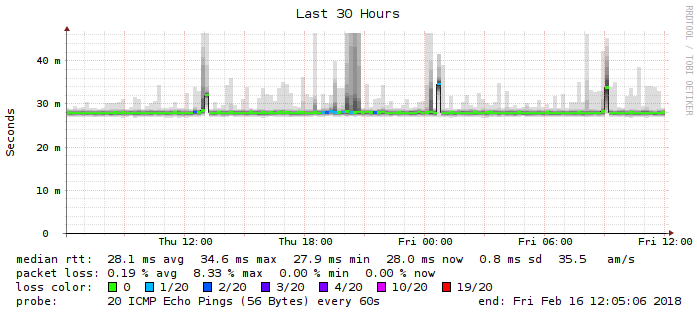 Last 30 Hours
RRDTOOL / TOBI OETIKER
Seconds
40 m
30 m
20 m
10 m
0
Thu 12:00 Thu 18:00 Fri 00:00 Fri 06:00 Fri 12:00
median rtt: 28.1 ms avg 34.6 ms max 27.9 ms min 28.0 ms now 0.8 ms sd 35.5 am/s
packet loss: 0.19 % avg 8.33 % max 0.00 % min 0.00 % now
loss color: 0 1/20 2/20 3/20 4/20 10/20 19/20
probe: 20 ICMP Echo Pings (56 Bytes) every 60s end: Fri Feb 16 12:05:06 2018